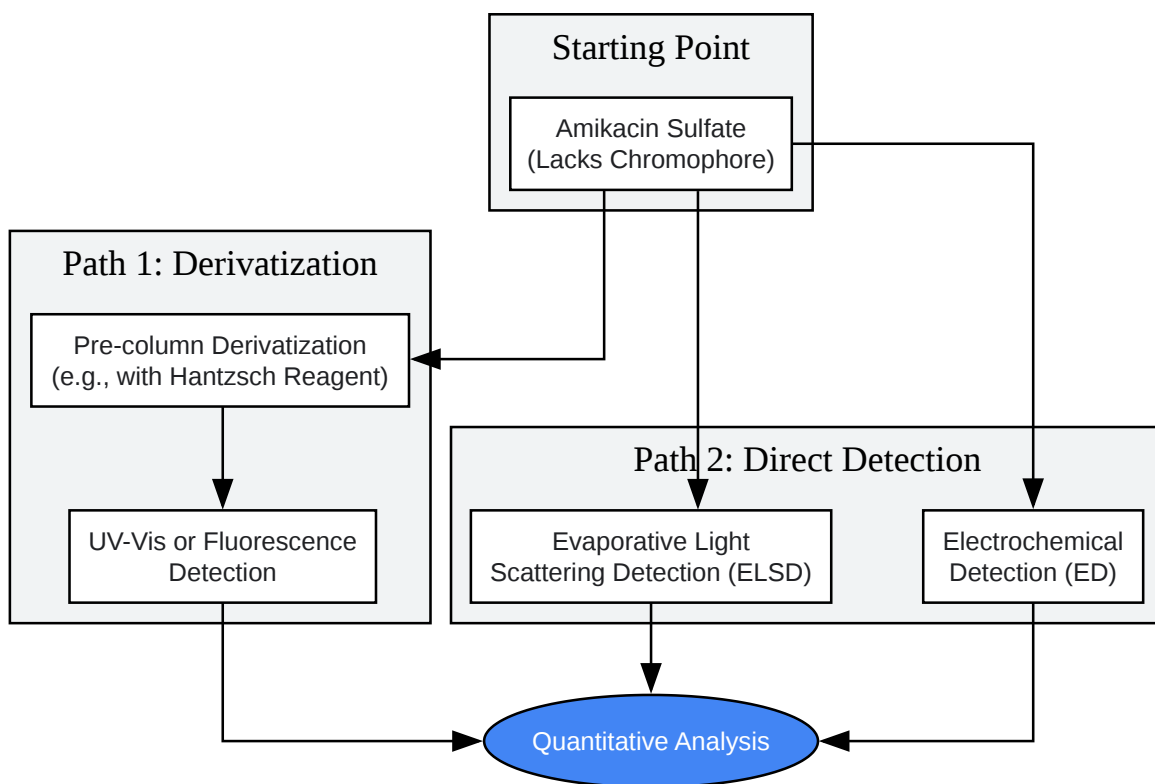 Starting Point
Amikacin Sulfate
(Lacks Chromophore)
Path 1: Derivatization
Pre-column Derivatization
(e.g., with Hantzsch Reagent)
UV-Vis or Fluorescence
Detection
Path 2: Direct Detection
Evaporative Light
Scattering Detection (ELSD)
Electrochemical
Detection (ED)
Quantitative Analysis